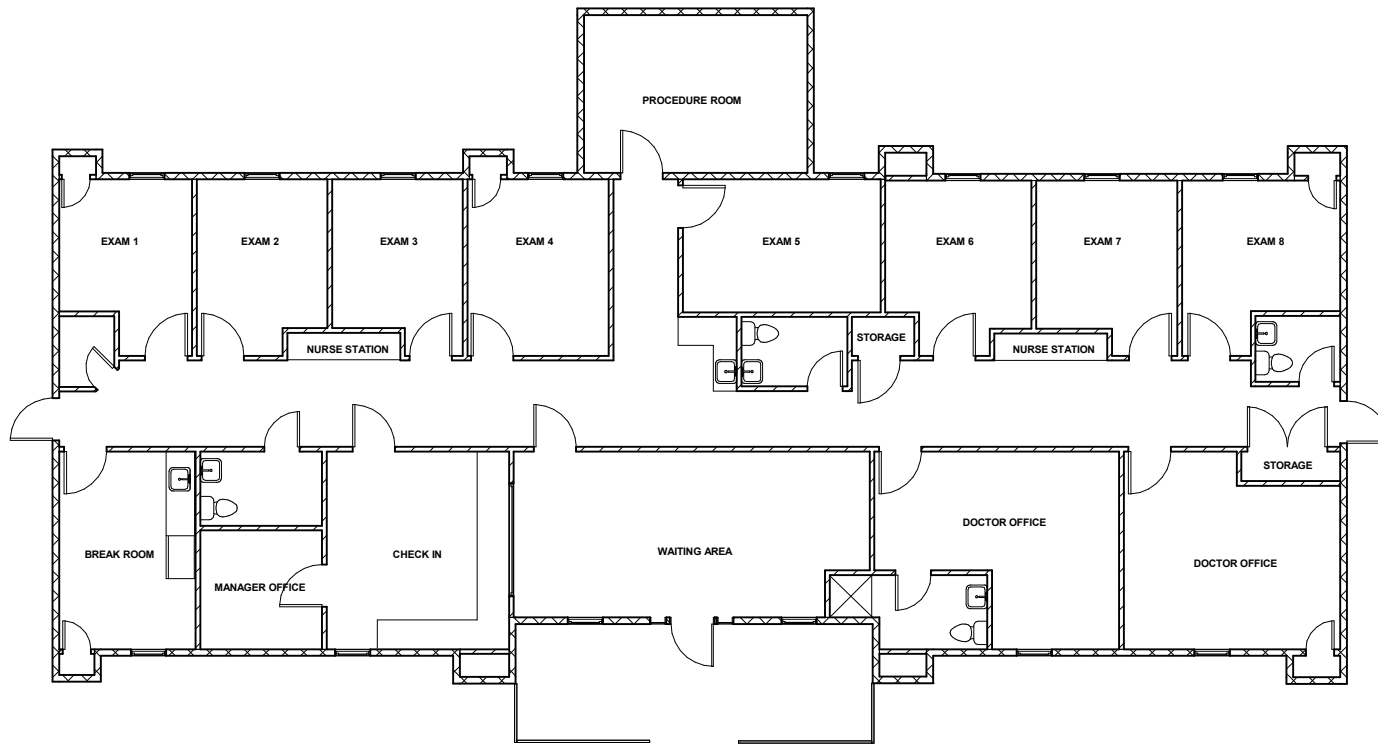 PROCEDURE ROOM
EXAM 1
EXAM 2
EXAM 3
EXAM 4
EXAM 5
EXAM 6
EXAM 7
EXAM 8
NURSE STATION
STORAGE
NURSE STATION
STORAGE
BREAK ROOM
MANAGER OFFICE
CHECK IN
WAITING AREA
DOCTOR OFFICE
DOCTOR OFFICE